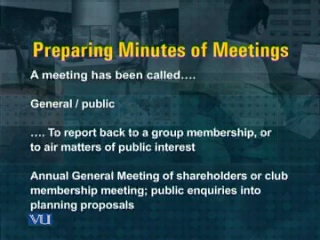 Preparing Minutes of Meetings
A meeting has been called....
General / public
.... To report back to a group membership, or
to air matters of public interest
Annual General Meeting of shareholders or club
membership meeting; public enquiries into
planning proposals
VU